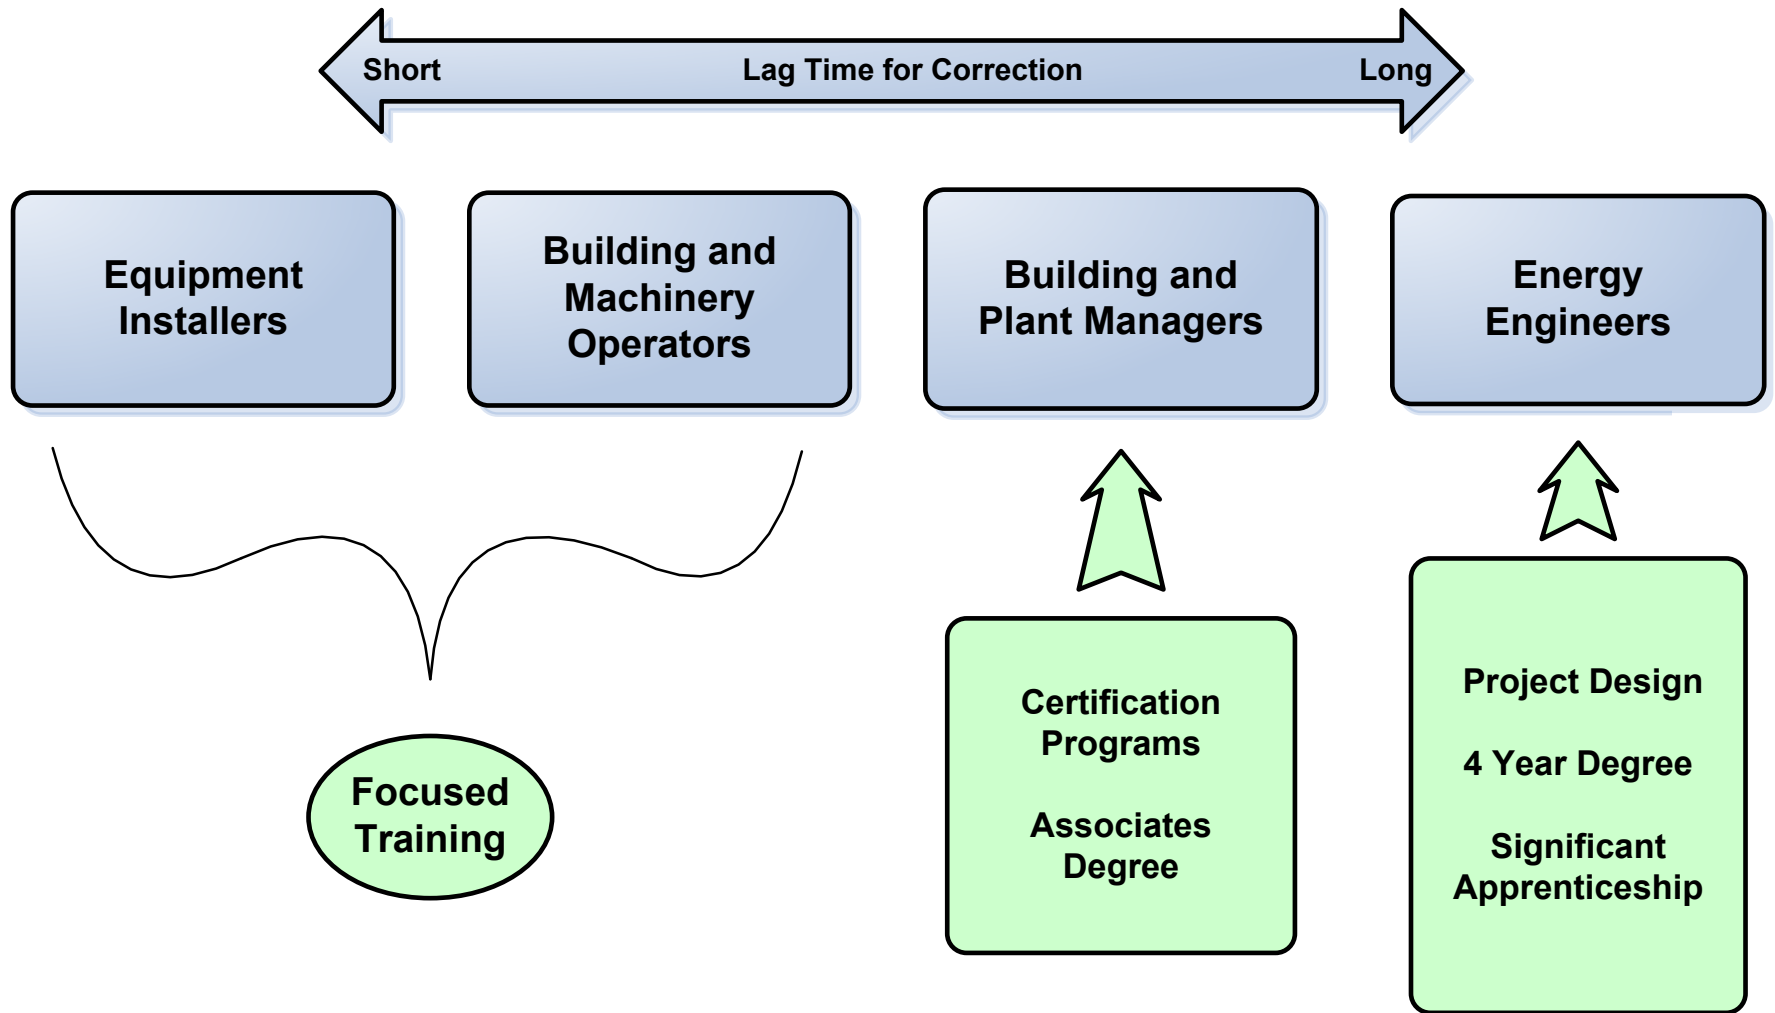 Short Lag Time for Correction Long
Equipment
Installers
Building and
Machinery
Operators
Building and
Plant Managers
Energy
Engineers
Focused
Training
Certification
Programs
Associates
Degree
Project Design
4 Year Degree
Significant
Apprenticeship